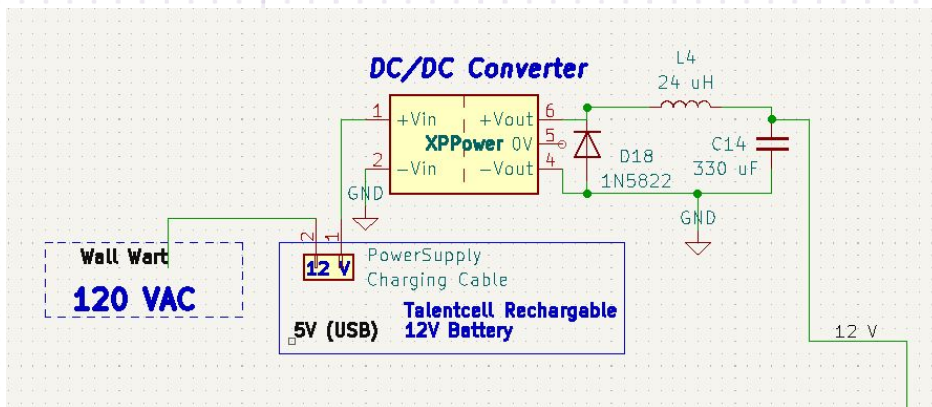 DC/DC Converter
L4
24 uH
1
+Vin
+Vout
6
XPPower
0V
5
2
-Vin
-Vout
4
D18
1N5822
C14
330 uF
GND
GND
2
1
Wall Wart
120 VAC
12 V
PowerSupply
Charging Cable
Talentcell Rechargable
12V Battery
5V (USB)
12 V